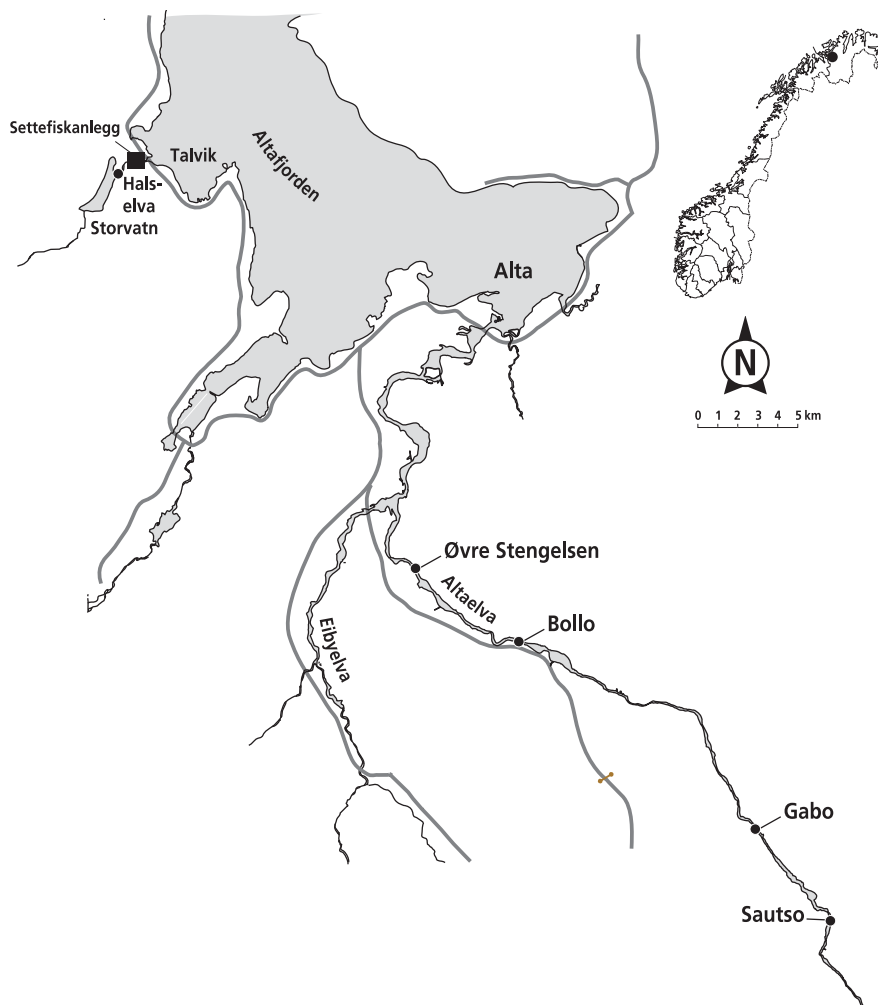 Settefiskanlegg
Talvik
Altafjorden
Hals-
elva
Storvatn
Alta
N
0 1 2 3 4 5 km
Øvre Stengelsen
Altaelva
Bollo
Eibyelva
Gabo
Sautso